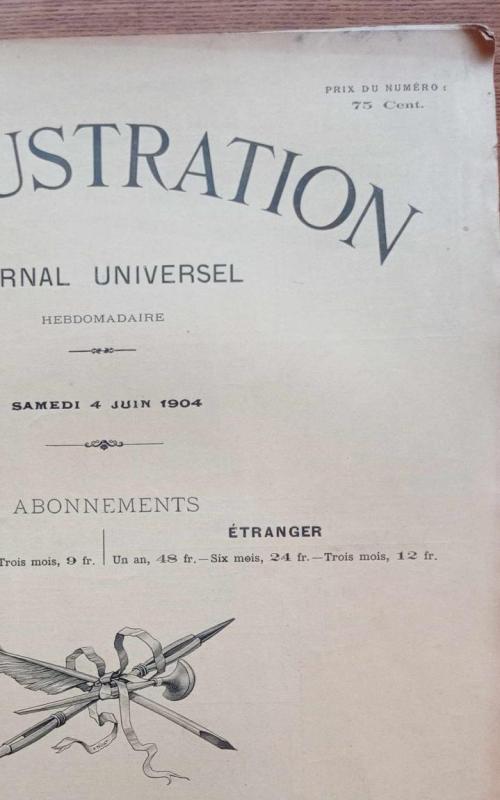 PRIX DU NUMÉRO :
75 Cent.
USTRATION
RNAL UNIVERSEL
HEBDOMADAIRE
SAMEDI 4 JUIN 1904
ABONNEMENTS
ÉTRANGER
Trois mois, 9 fr. Un an, 48 fr.—Six mois, 24 fr.—Trois mois, 12 fr.